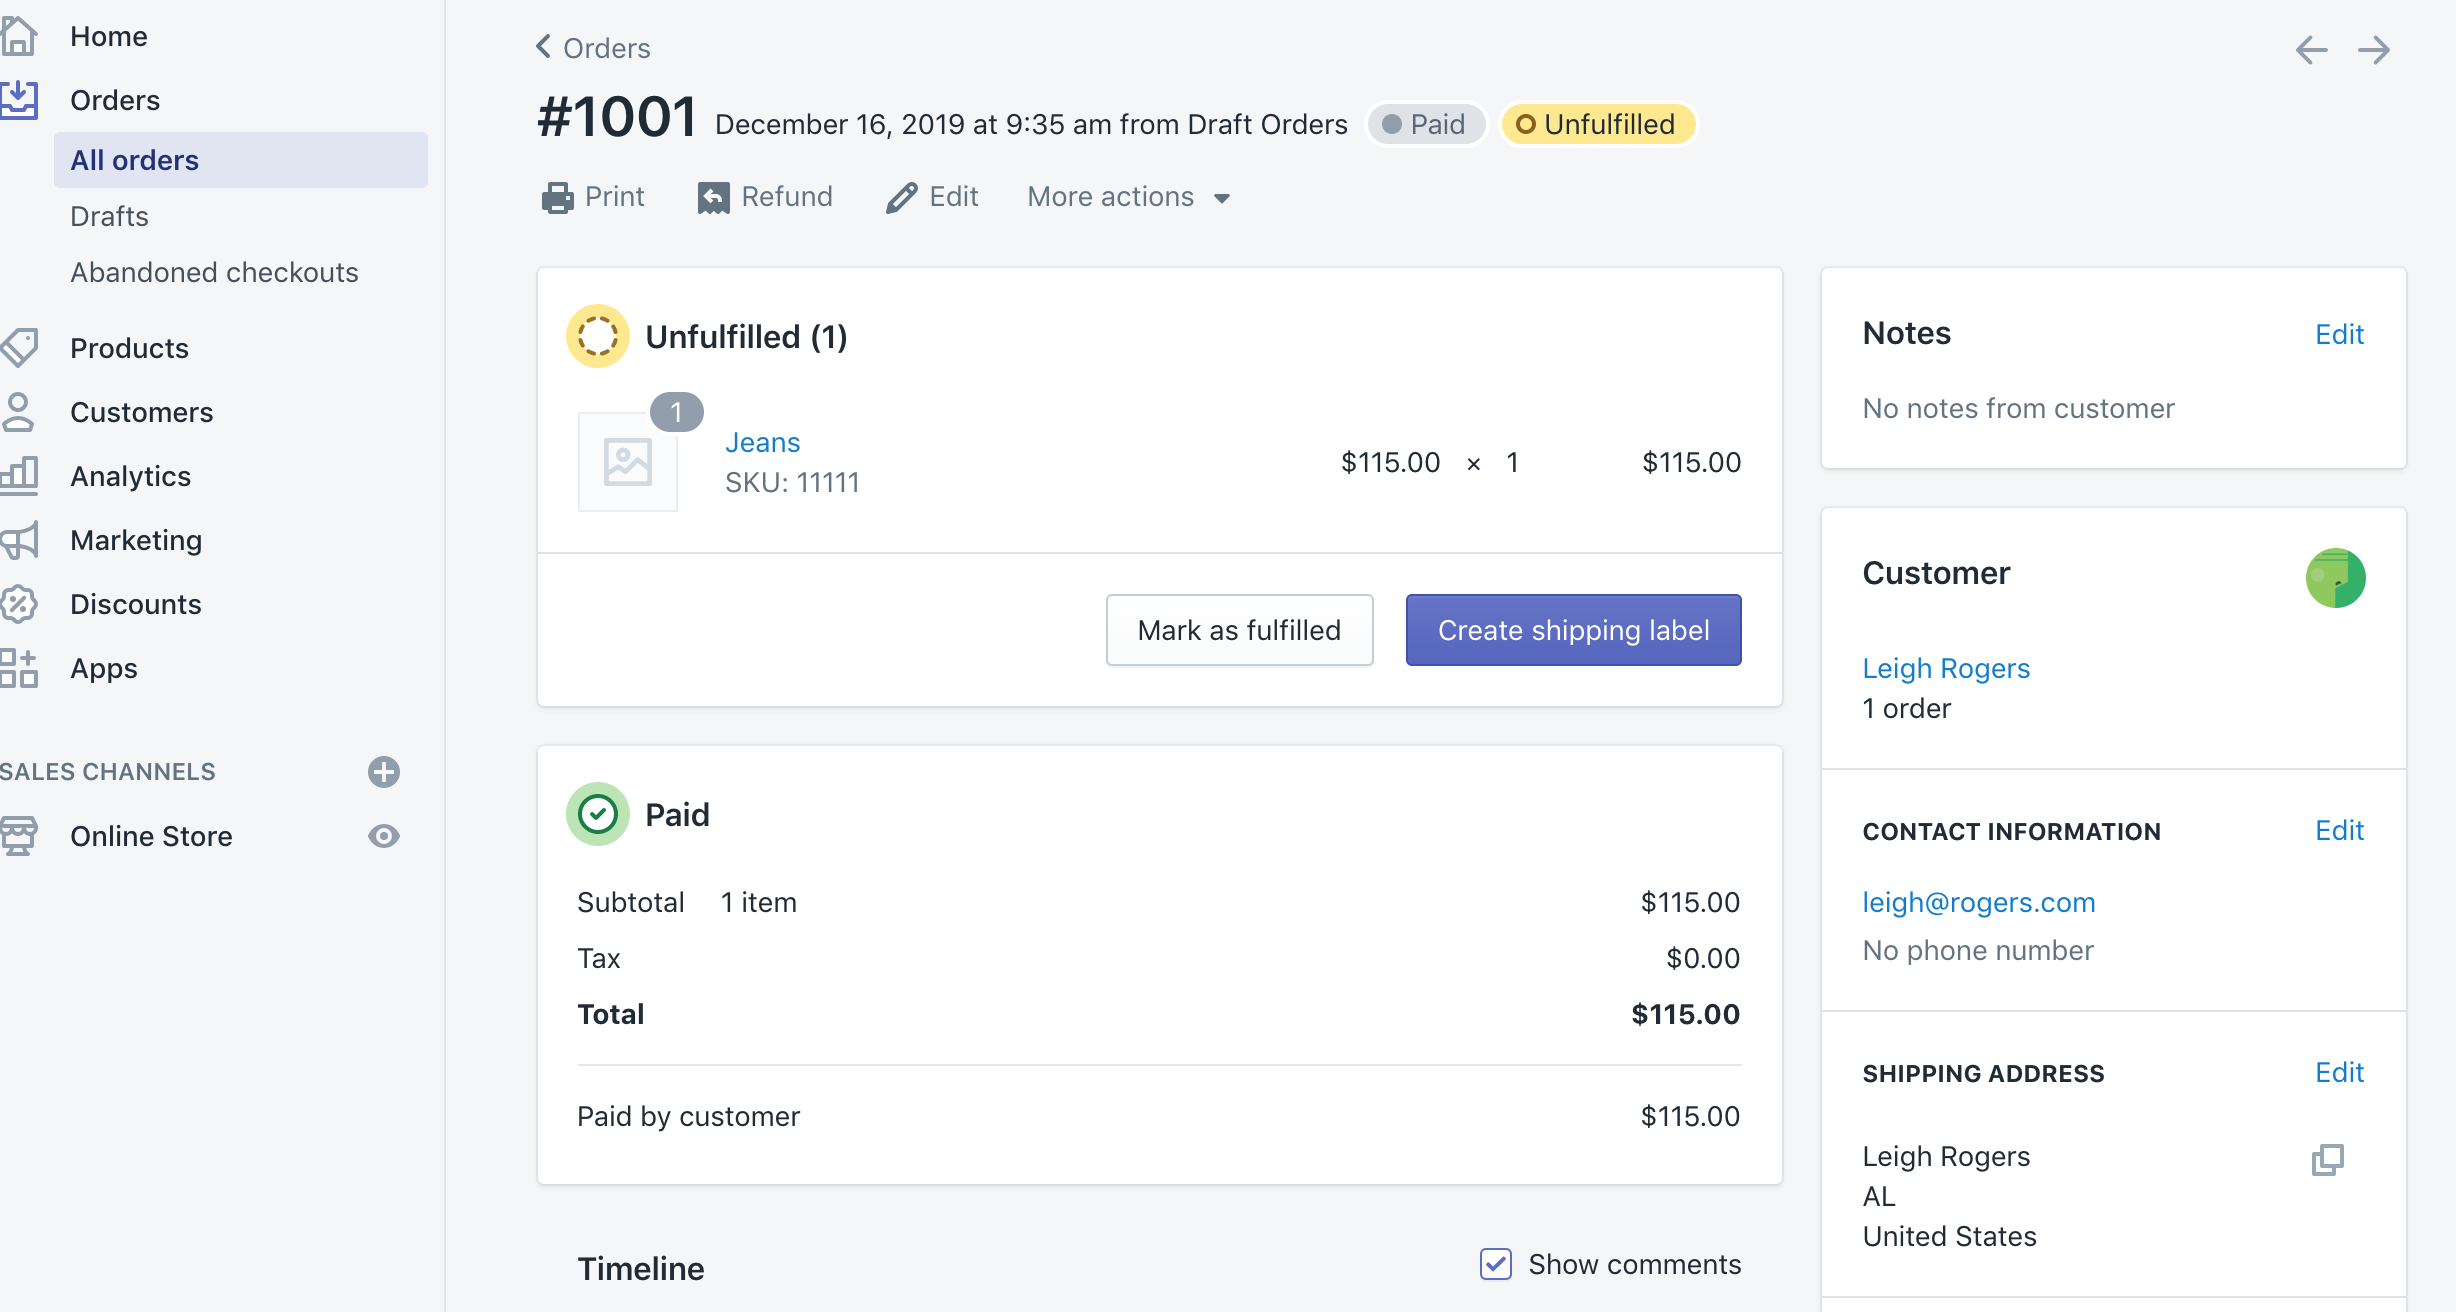 Home
Orders
All orders
Drafts
Abandoned checkouts
Products
Customers
Analytics
Marketing
Discounts
Apps
SALES CHANNELS
Online Store
Orders
#1001 December 16, 2019 at 9:35 am from Draft Orders Paid Unfulfilled
Print Refund Edit More actions
Unfulfilled (1)
1
Jeans
SKU: 11111
$115.00 × 1 $115.00
Mark as fulfilled Create shipping label
Paid
Subtotal 1 item $115.00
Tax $0.00
Total $115.00
Paid by customer $115.00
Timeline Show comments
Notes Edit
No notes from customer
Customer
Leigh Rogers
1 order
CONTACT INFORMATION Edit
leigh@rogers.com
No phone number
SHIPPING ADDRESS Edit
Leigh Rogers
AL
United States